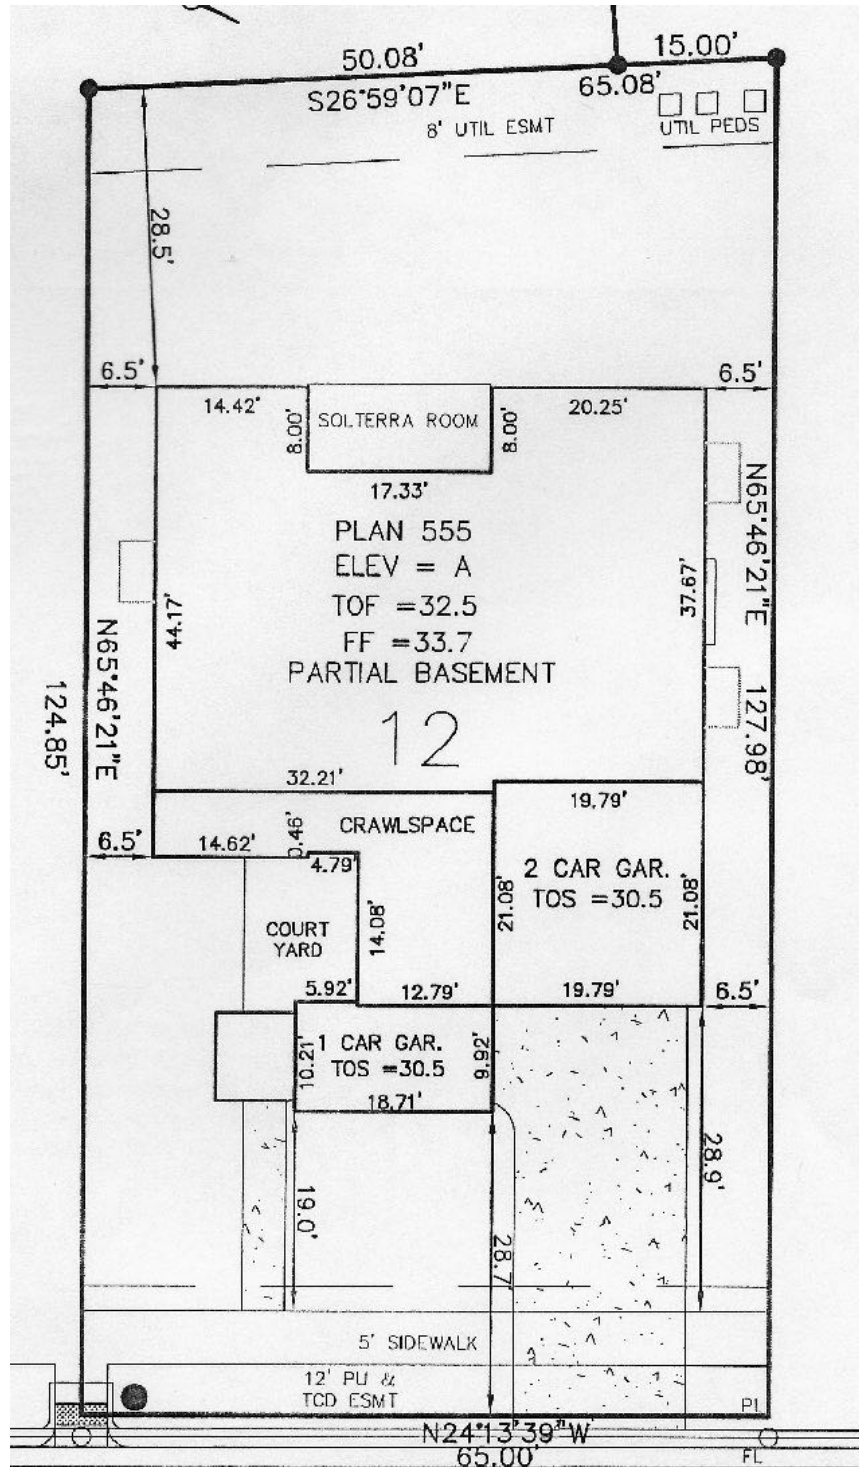 50.08'
15.00'
S26°59'07"E
65.08'
8' UTIL ESMT
UTIL PEDS
28.5'
6.5'
6.5'
14.42'
8.00'
SOLTERRA ROOM
8.00'
20.25'
17.33'
PLAN 555
ELEV = A
TOF =32.5
FF =33.7
PARTIAL BASEMENT
12
44.17'
37.67'
N65°46'21"E
124.85'
N65°46'21"E
127.98'
32.21'
19.79'
6.5'
14.62'
0.46'
CRAWLSPACE
4.79'
2 CAR GAR.
TOS =30.5
21.08'
21.08'
14.08'
COURT
YARD
5.92'
12.79'
19.79'
6.5'
10.21'
1 CAR GAR.
TOS =30.5
9.92'
18.71'
19.0'
28.7'
28.9'
5' SIDEWALK
12' PU &
TCD ESMT
PL
N24°13'39"W
65.00'
FL